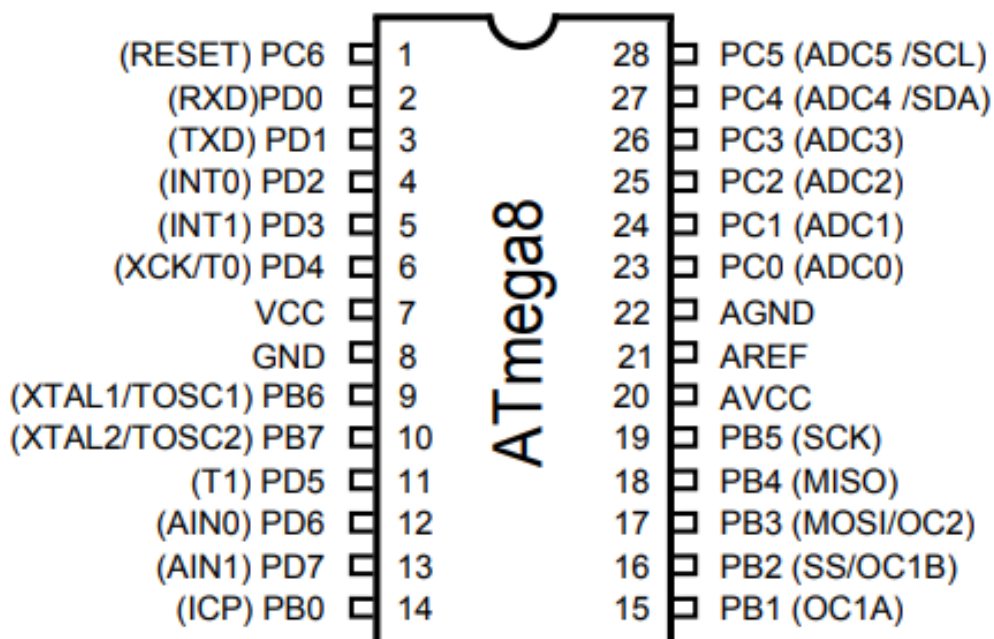 (RESET) PC6 1 28 PC5 (ADC5 /SCL)
(RXD)PD0 2 27 PC4 (ADC4 /SDA)
(TXD) PD1 3 26 PC3 (ADC3)
(INT0) PD2 4 25 PC2 (ADC2)
(INT1) PD3 5 24 PC1 (ADC1)
(XCK/T0) PD4 6 23 PC0 (ADC0)
VCC 7 22 AGND
GND 8 21 AREF
(XTAL1/TOSC1) PB6 9 20 AVCC
(XTAL2/TOSC2) PB7 10 19 PB5 (SCK)
(T1) PD5 11 18 PB4 (MISO)
(AIN0) PD6 12 17 PB3 (MOSI/OC2)
(AIN1) PD7 13 16 PB2 (SS/OC1B)
(ICP) PB0 14 15 PB1 (OC1A)
ATmega8